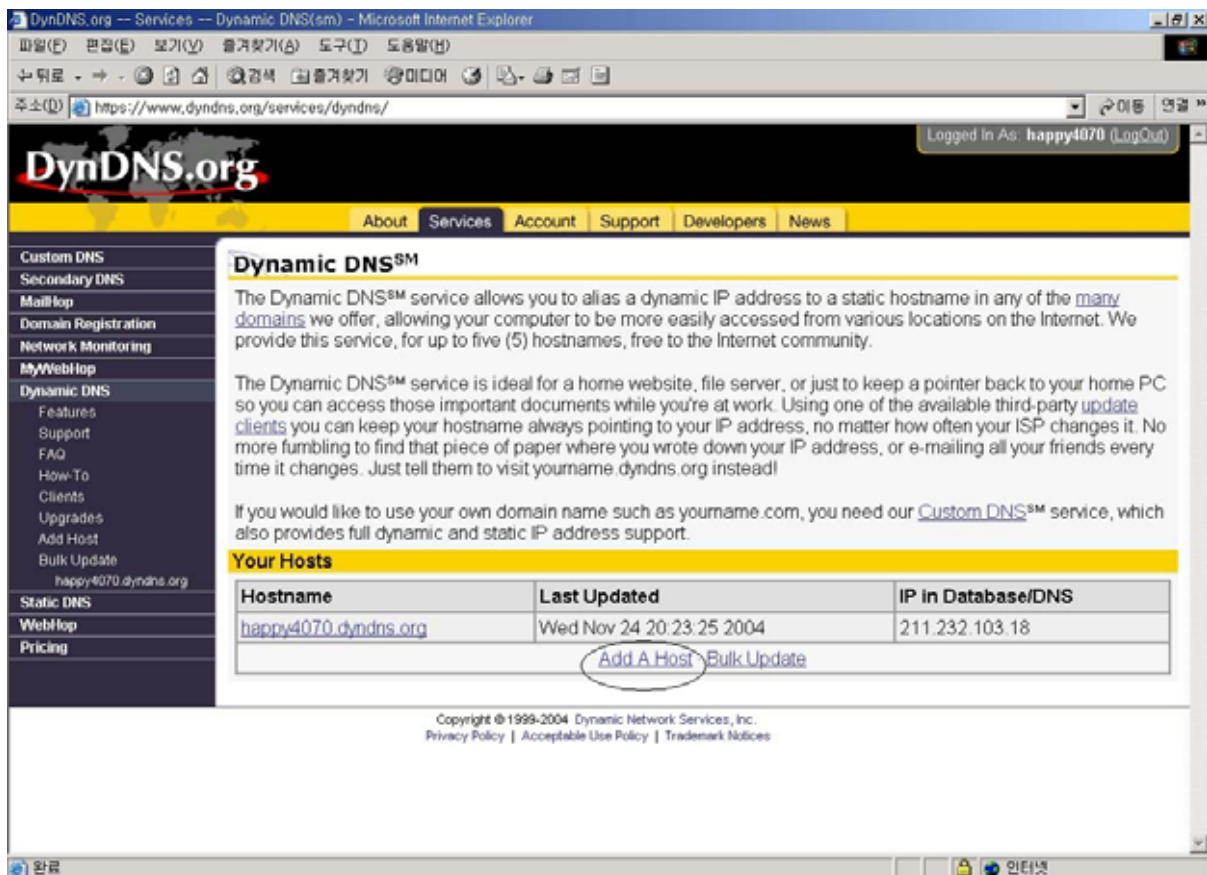 DynDNS.org -- Services -- Dynamic DNS(sm) - Microsoft Internet Explorer
파일(F) 편집(E) 보기(V) 즐겨찾기(A) 도구(T) 도움말(H)
뒤로 검색 즐겨찾기 미디어
주소(D) https://www.dyndns.org/services/dyndns/ 이동 연결 »
Logged In As: happy4070 (LogOut)
DynDNS.org
About Services Account Support Developers News
Custom DNS
Secondary DNS
MailHop
Domain Registration
Network Monitoring
MyWebHop
Dynamic DNS
Features
Support
FAQ
How-To
Clients
Upgrades
Add Host
Bulk Update
happy4070.dyndns.org
Static DNS
WebHop
Pricing
Dynamic DNS℠
The Dynamic DNS℠ service allows you to alias a dynamic IP address to a static hostname in any of the many
domains we offer, allowing your computer to be more easily accessed from various locations on the Internet. We
provide this service, for up to five (5) hostnames, free to the Internet community.
The Dynamic DNS℠ service is ideal for a home website, file server, or just to keep a pointer back to your home PC
so you can access those important documents while you're at work. Using one of the available third-party update
clients you can keep your hostname always pointing to your IP address, no matter how often your ISP changes it. No
more fumbling to find that piece of paper where you wrote down your IP address, or e-mailing all your friends every
time it changes. Just tell them to visit yourname.dyndns.org instead!
If you would like to use your own domain name such as yourname.com, you need our Custom DNS℠ service, which
also provides full dynamic and static IP address support.
Your Hosts
Hostname Last Updated IP in Database/DNS
happy4070.dyndns.org Wed Nov 24 20:23:25 2004 211.232.103.18
Add A Host Bulk Update
Copyright © 1999-2004 Dynamic Network Services, Inc.
Privacy Policy | Acceptable Use Policy | Trademark Notices
완료 인터넷